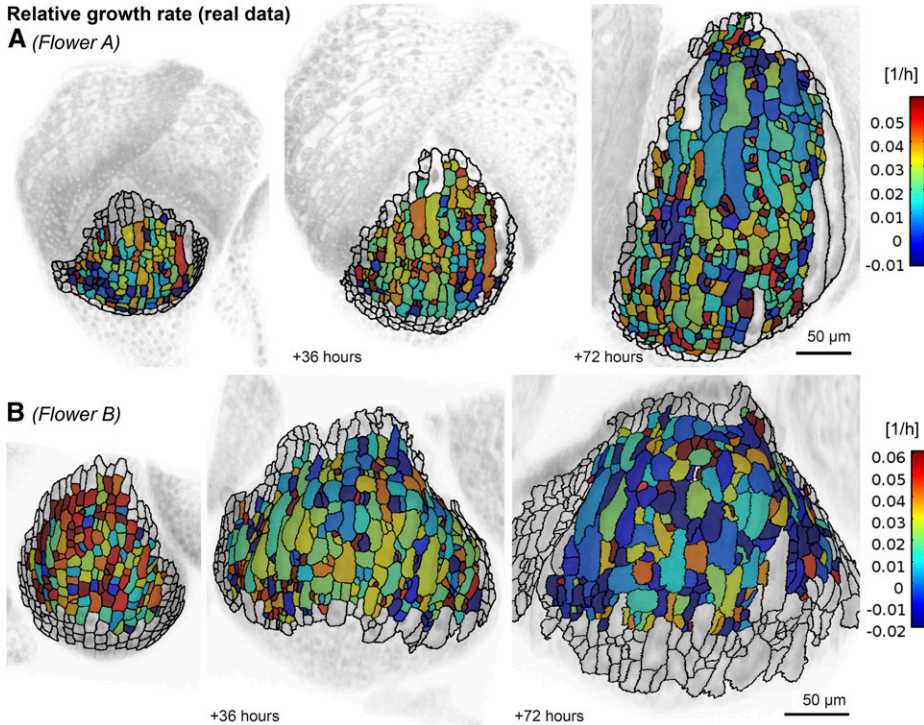 Relative growth rate (real data)
A (Flower A)
[1/h]
0.05
0.04
0.03
0.02
0.01
0
-0.01
+36 hours
+72 hours
50 µm
B (Flower B)
[1/h]
0.06
0.05
0.04
0.03
0.02
0.01
0
-0.01
-0.02
+36 hours
+72 hours
50 µm